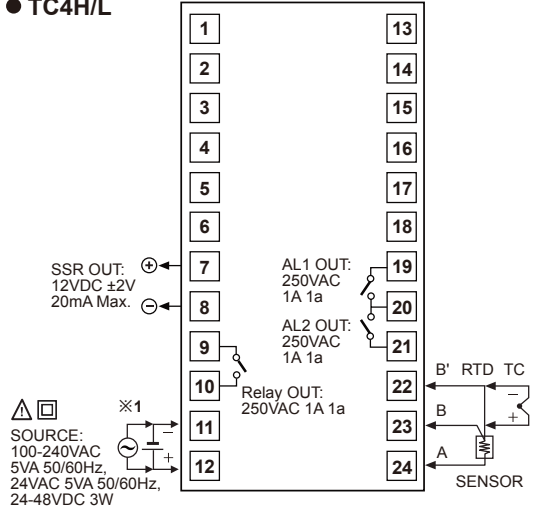 ● TC4H/L
1
2
3
4
5
6
7
8
9
10
11
12
13
14
15
16
17
18
19
20
21
22
23
24
SSR OUT:
12VDC ±2V
20mA Max.
+
−
AL1 OUT:
250VAC
1A 1a
AL2 OUT:
250VAC
1A 1a
Relay OUT:
250VAC 1A 1a
※1
−
+
SOURCE:
100-240VAC
5VA 50/60Hz,
24VAC 5VA 50/60Hz,
24-48VDC 3W
B' RTD TC
−
+
B
A
SENSOR